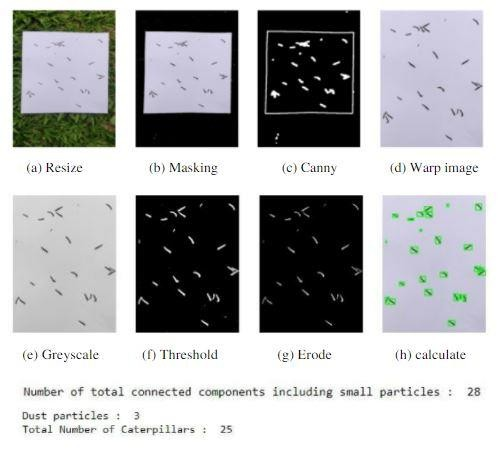 (a) Resize
(b) Masking
(c) Canny
(d) Warp image
(e) Greyscale
(f) Threshold
(g) Erode
(h) calculate
Number of total connected components including small particles : 28
Dust particles : 3
Total Number of Caterpillars : 25